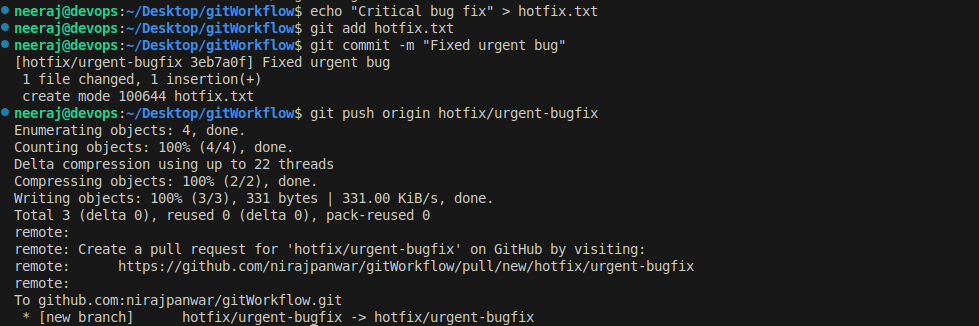 neeraj@devops:~/Desktop/gitWorkflow$ echo "Critical bug fix" > hotfix.txt
neeraj@devops:~/Desktop/gitWorkflow$ git add hotfix.txt
neeraj@devops:~/Desktop/gitWorkflow$ git commit -m "Fixed urgent bug"
[hotfix/urgent-bugfix 3eb7a0f] Fixed urgent bug
 1 file changed, 1 insertion(+)
 create mode 100644 hotfix.txt
neeraj@devops:~/Desktop/gitWorkflow$ git push origin hotfix/urgent-bugfix
Enumerating objects: 4, done.
Counting objects: 100% (4/4), done.
Delta compression using up to 22 threads
Compressing objects: 100% (2/2), done.
Writing objects: 100% (3/3), 331 bytes | 331.00 KiB/s, done.
Total 3 (delta 0), reused 0 (delta 0), pack-reused 0
remote:
remote: Create a pull request for 'hotfix/urgent-bugfix' on GitHub by visiting:
remote:      https://github.com/nirajpanwar/gitWorkflow/pull/new/hotfix/urgent-bugfix
remote:
To github.com:nirajpanwar/gitWorkflow.git
 * [new branch]      hotfix/urgent-bugfix -> hotfix/urgent-bugfix